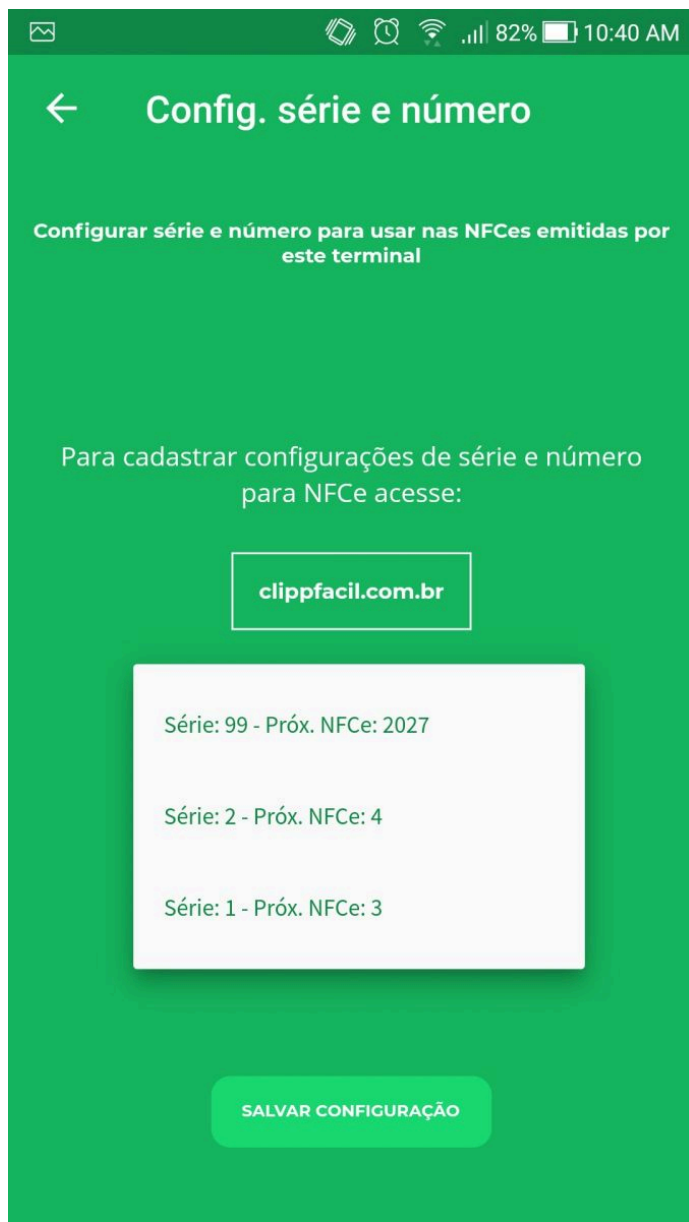 82% 10:40 AM
Config. série e número
Configurar série e número para usar nas NFCes emitidas por
este terminal
Para cadastrar configurações de série e número
para NFCe acesse:
clippfacil.com.br
Série: 99 - Próx. NFCe: 2027
Série: 2 - Próx. NFCe: 4
Série: 1 - Próx. NFCe: 3
SALVAR CONFIGURAÇÃO